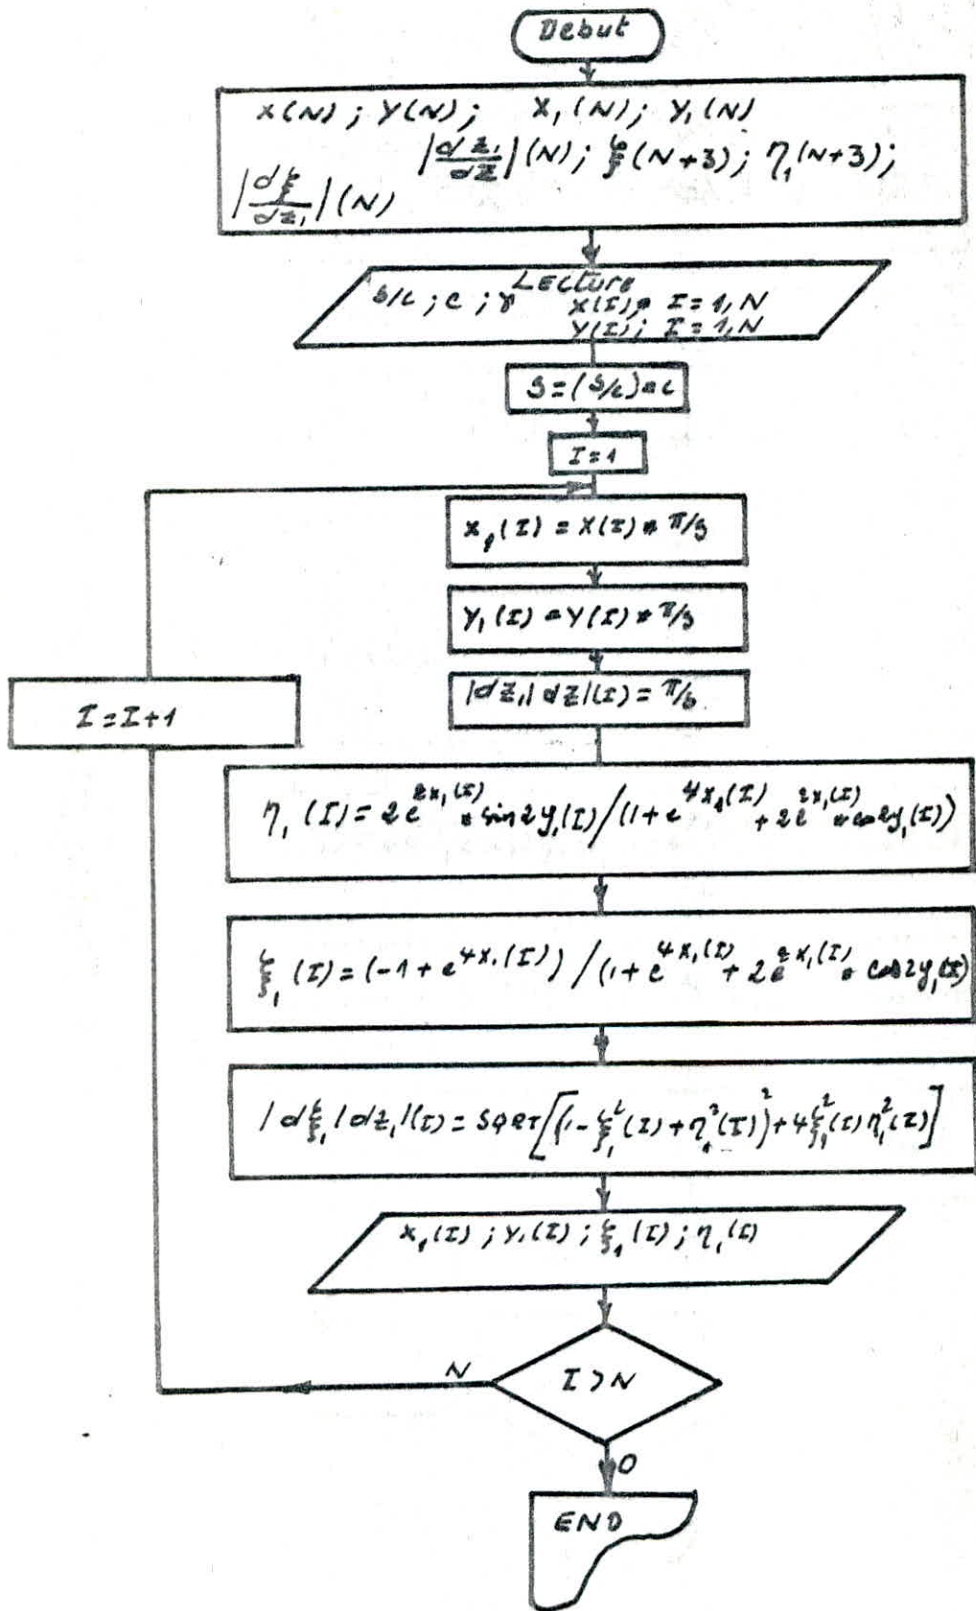 Debut
X(N) ; Y(N) ; X₁(N) ; Y₁(N)
|dz₁/dz|(N) ; ξ(N+3) ; η₁(N+3) ;
|dξ/dz₁|(N)
LECTURE
s/c ; c ; γ X(I), I = 1, N
Y(I) ; I = 1, N
S = (s/c) * c
I = 1
x₁(I) = X(I) * π/s
Y₁(I) = Y(I) * π/s
|dz₁|dz|(I) = π/s
I = I + 1
η₁(I) = 2e^{2x₁(I)} * sin2y₁(I) / (1 + e^{4x₁(I)} + 2e^{2x₁(I)} * cos2y₁(I))
ξ₁(I) = (-1 + e^{4x₁(I)}) / (1 + e^{4x₁(I)} + 2e^{2x₁(I)} * cos2y₁(I)
|dξ₁|dz₁|(I) = SQRT[(1 - ξ₁²(I) + η₁²(I))² + 4ξ₁²(I) η₁²(I)]
x₁(I) ; Y₁(I) ; ξ₁(I) ; η₁(I)
N
I > N
O
END